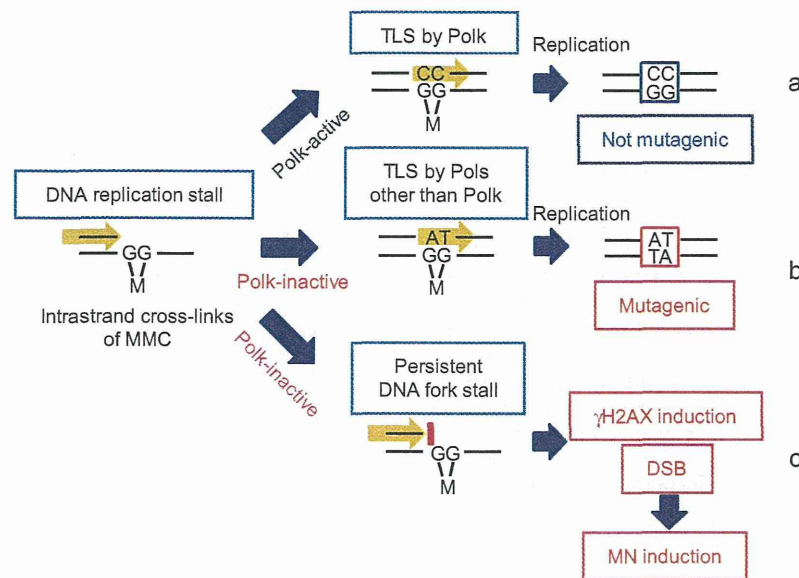 TLS by Polk
Replication
CC
GG
M
CC
GG
a
Not mutagenic
Polk-active
DNA replication stall
GG
M
Intrastrand cross-links
of MMC
TLS by Pols
other than Polk
Replication
AT
GG
M
AT
TA
b
Mutagenic
Polk-inactive
Polk-inactive
Persistent
DNA fork stall
GG
M
γH2AX induction
DSB
c
MN induction